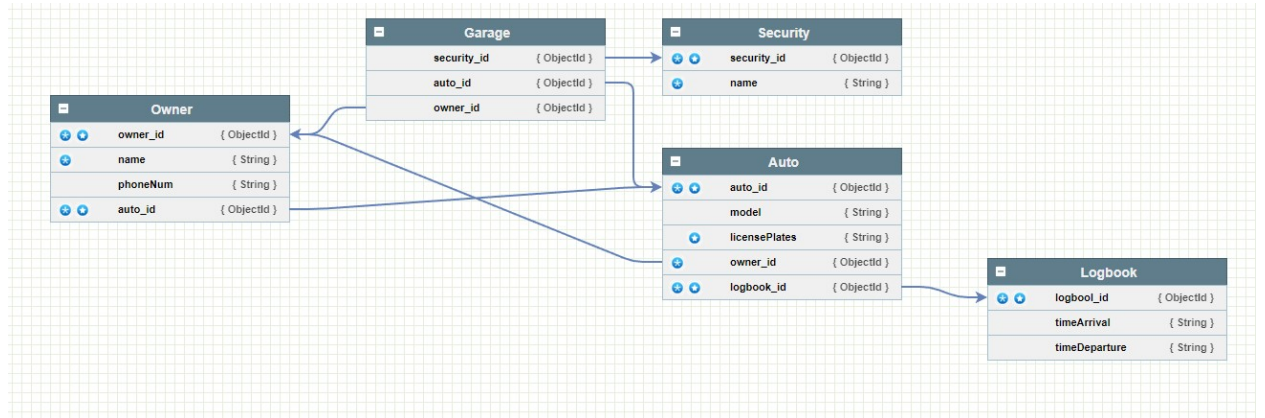 Garage
security_id { ObjectId }
auto_id { ObjectId }
owner_id { ObjectId }
Security
security_id { ObjectId }
name { String }
Owner
owner_id { ObjectId }
name { String }
phoneNum { String }
auto_id { ObjectId }
Auto
auto_id { ObjectId }
model { String }
licensePlates { String }
owner_id { ObjectId }
logbook_id { ObjectId }
Logbook
logbool_id { ObjectId }
timeArrival { String }
timeDeparture { String }